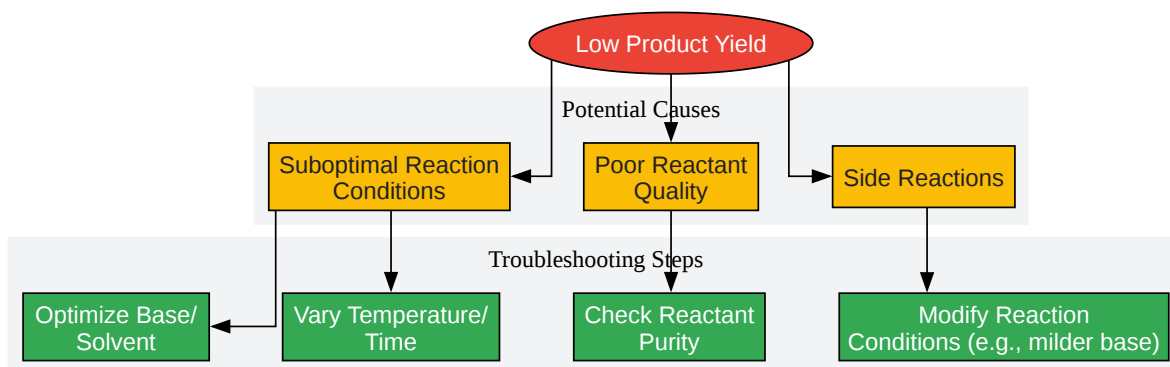 Low Product Yield
Potential Causes
Suboptimal Reaction
Conditions
Poor Reactant
Quality
Side Reactions
Troubleshooting Steps
Optimize Base/
Solvent
Vary Temperature/
Time
Check Reactant
Purity
Modify Reaction
Conditions (e.g., milder base)